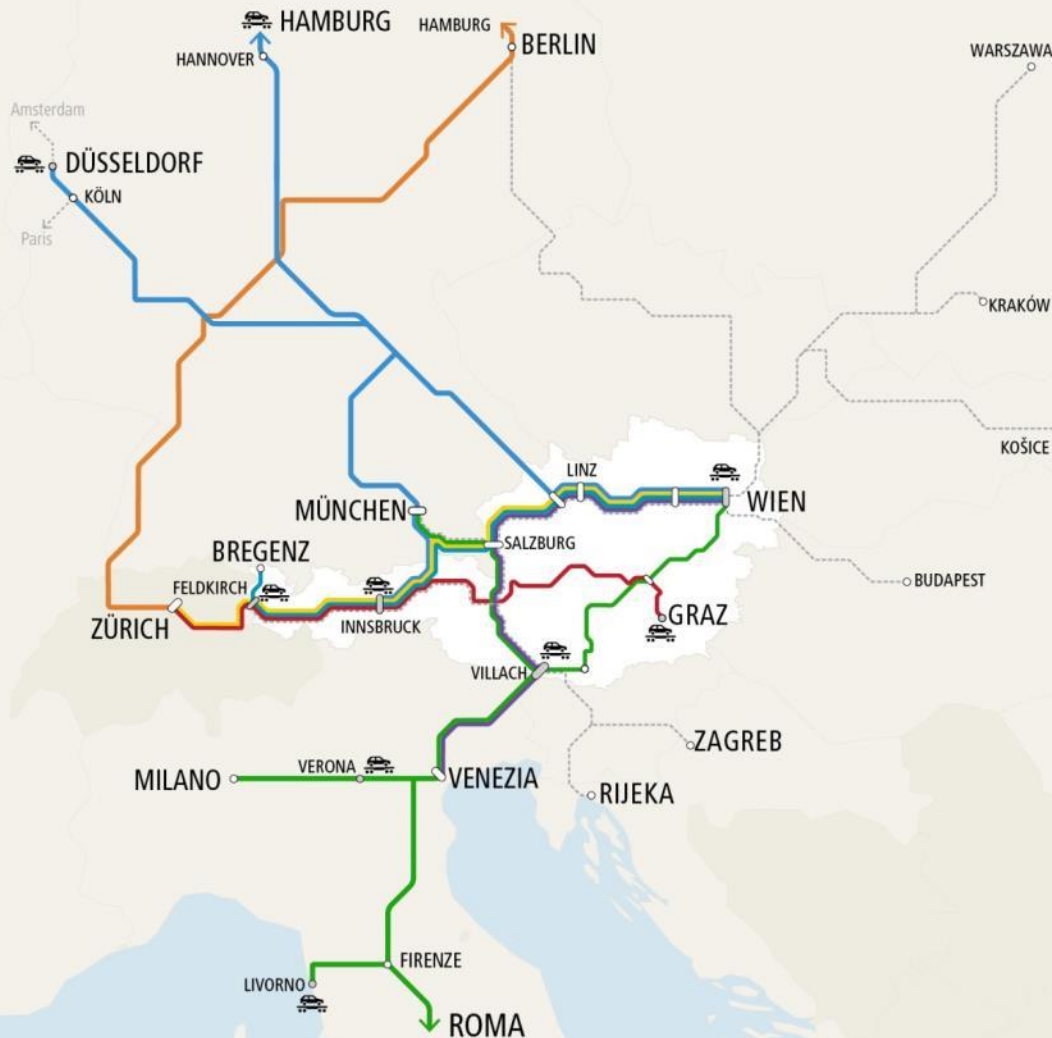 HAMBURG
HAMBURG
BERLIN
HANNOVER
WARSZAWA
Amsterdam
DÜSSELDORF
KÖLN
Paris
KRAKÓW
KOŠICE
LINZ
WIEN
MÜNCHEN
SALZBURG
BREGENZ
FELDKIRCH
BUDAPEST
ZÜRICH
INNSBRUCK
GRAZ
VILLACH
ZAGREB
MILANO
VERONA
VENEZIA
RIJEKA
FIRENZE
LIVORNO
ROMA